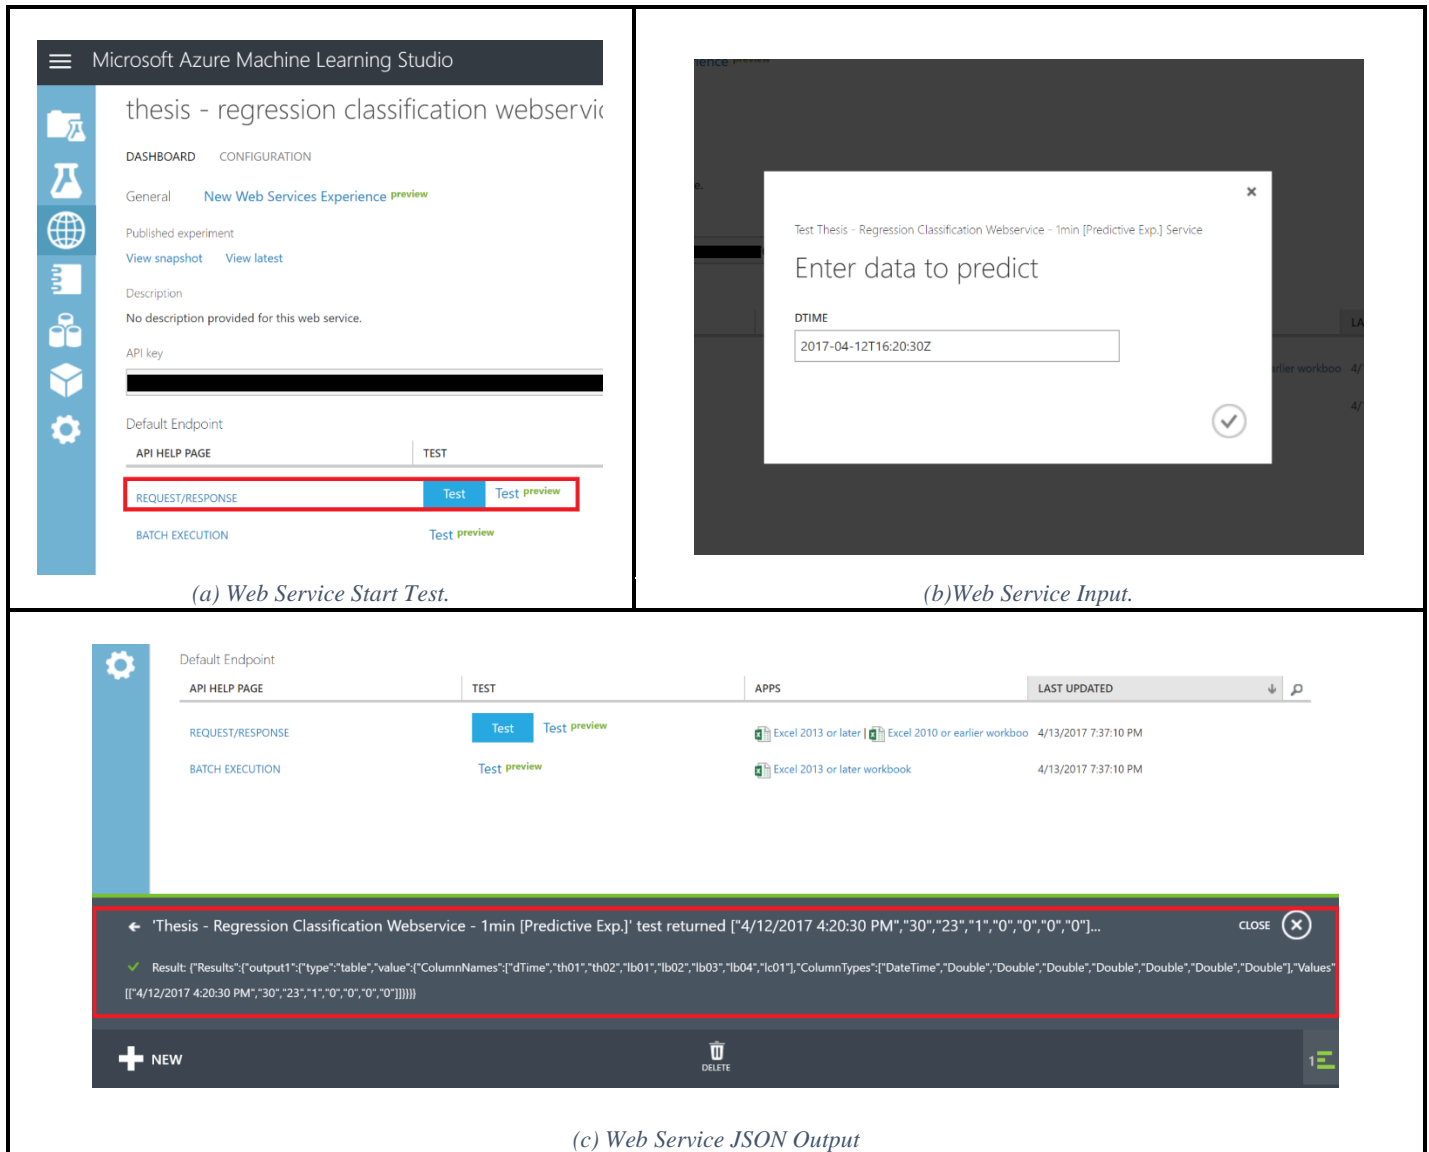 Microsoft Azure Machine Learning Studio
thesis - regression classification webservic
DASHBOARD CONFIGURATION
General New Web Services Experience preview
Published experiment
View snapshot View latest
Description
No description provided for this web service.
API key
Default Endpoint
API HELP PAGE TEST
REQUEST/RESPONSE Test Test preview
BATCH EXECUTION Test preview
(a) Web Service Start Test.
ience preview
e.
Test Thesis - Regression Classification Webservice - 1min [Predictive Exp.] Service
Enter data to predict
DTIME
2017-04-12T16:20:30Z
LA
arlier workboo 4/
4/
(b)Web Service Input.
Default Endpoint
API HELP PAGE TEST APPS LAST UPDATED
REQUEST/RESPONSE Test Test preview Excel 2013 or later | Excel 2010 or earlier workboo 4/13/2017 7:37:10 PM
BATCH EXECUTION Test preview Excel 2013 or later workbook 4/13/2017 7:37:10 PM
'Thesis - Regression Classification Webservice - 1min [Predictive Exp.]' test returned ["4/12/2017 4:20:30 PM","30","23","1","0","0","0","0"]... CLOSE
Result: {"Results":{"output1":{"type":"table","value":{"ColumnNames":["dTime","th01","th02","lb01","lb02","lb03","lb04","lc01"],"ColumnTypes":["DateTime","Double","Double","Double","Double","Double","Double","Double"],"Values"
[["4/12/2017 4:20:30 PM","30","23","1","0","0","0","0"]]}}}}
NEW DELETE 1
(c) Web Service JSON Output